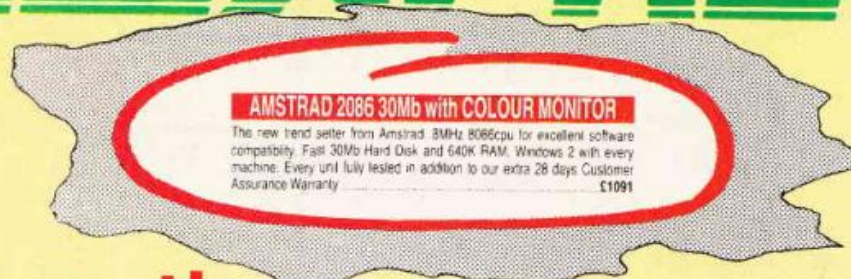 AMSTRAD 2086 30Mb with COLOUR MONITOR
The new trend setter from Amstrad. 8MHz 8086cpu for excellent software
compatibility. Fast 30Mb Hard Disk and 640K RAM, Windows 2 with every
machine. Every unit fully tested in addition to our extra 28 days Customer
Assurance Warranty ........................ £1091